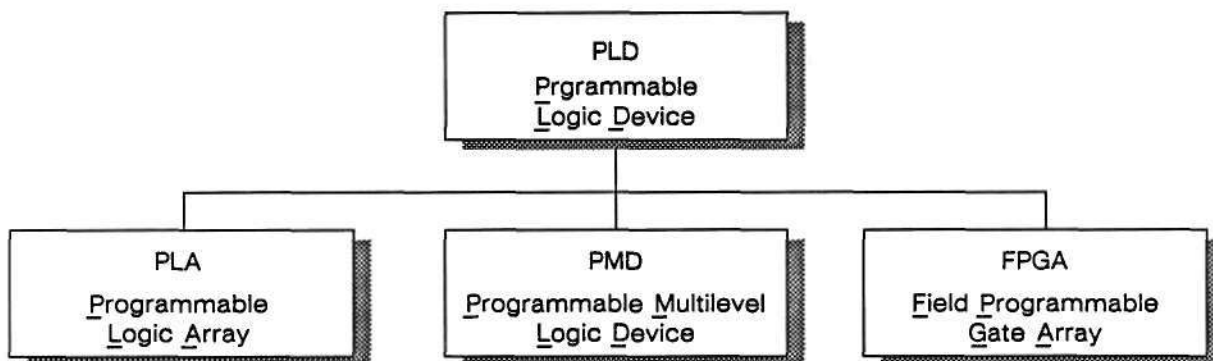 PLD
Prgrammable
Logic Device
PLA
Programmable
Logic Array
PMD
Programmable Multilevel
Logic Device
FPGA
Field Programmable
Gate Array